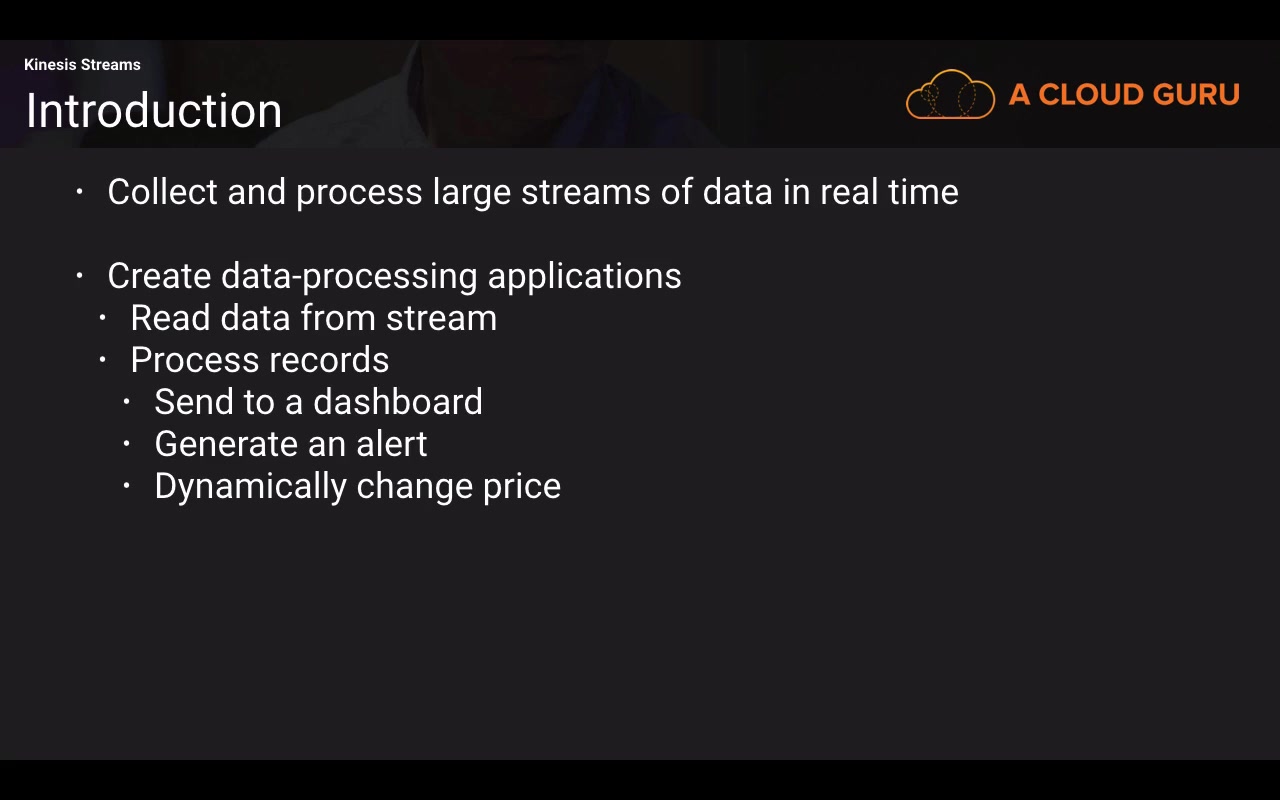 Kinesis Streams
Introduction
A CLOUD GURU
· Collect and process large streams of data in real time
· Create data-processing applications
· Read data from stream
· Process records
· Send to a dashboard
· Generate an alert
· Dynamically change price